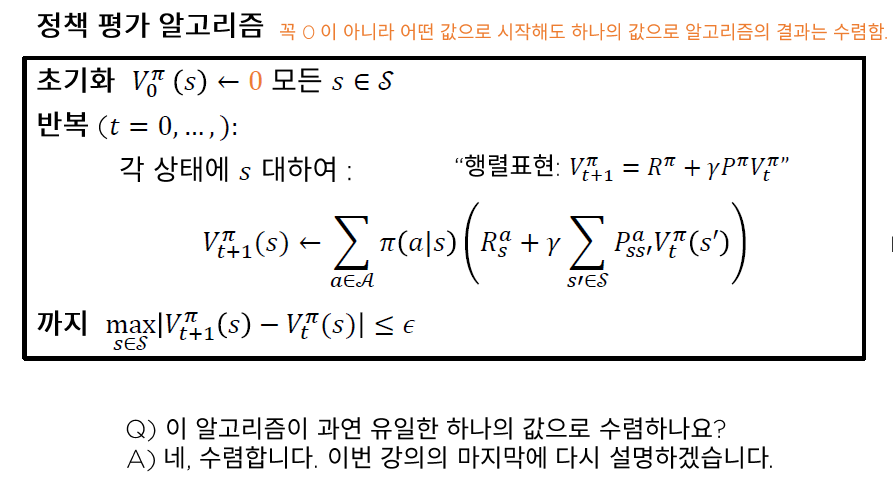 정책 평가 알고리즘 꼭 0 이 아니라 어떤 값으로 시작해도 하나의 값으로 알고리즘의 결과는 수렴함.
초기화 $V_0^\pi(s) \leftarrow 0$ 모든 $s \in \mathcal{S}$
반복 $(t = 0, \ldots, )$:
각 상태에 $s$ 대하여 : “행렬표현: $V_{t+1}^\pi = R^\pi + \gamma P^\pi V_t^\pi$”
$V_{t+1}^\pi(s) \leftarrow \sum_{a \in \mathcal{A}} \pi(a|s) \left( R_s^a + \gamma \sum_{s\prime \in \mathcal{S}} P_{ss\prime}^a V_t^\pi(s') \right)$
까지 $\max_{s \in \mathcal{S}} |V_{t+1}^\pi(s) - V_t^\pi(s)| \leq \epsilon$
Q) 이 알고리즘이 과연 유일한 하나의 값으로 수렴하나요?
A) 네, 수렴합니다. 이번 강의의 마지막에 다시 설명하겠습니다.